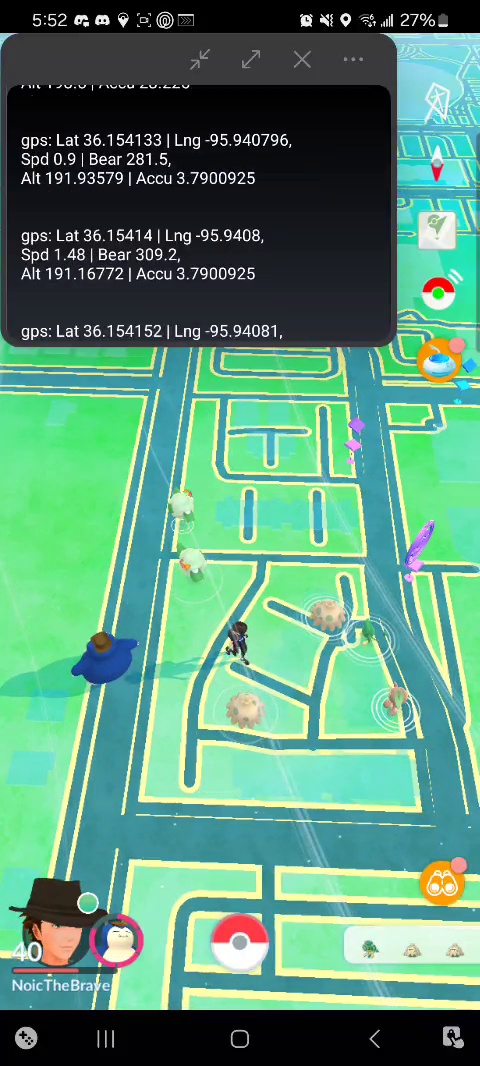 5:52
27%
gps: Lat 36.154133 | Lng -95.940796,
Spd 0.9 | Bear 281.5,
Alt 191.93579 | Accu 3.7900925
gps: Lat 36.15414 | Lng -95.9408,
Spd 1.48 | Bear 309.2,
Alt 191.16772 | Accu 3.7900925
gps: Lat 36.154152 | Lng -95.94081,
40
NoicTheBrave